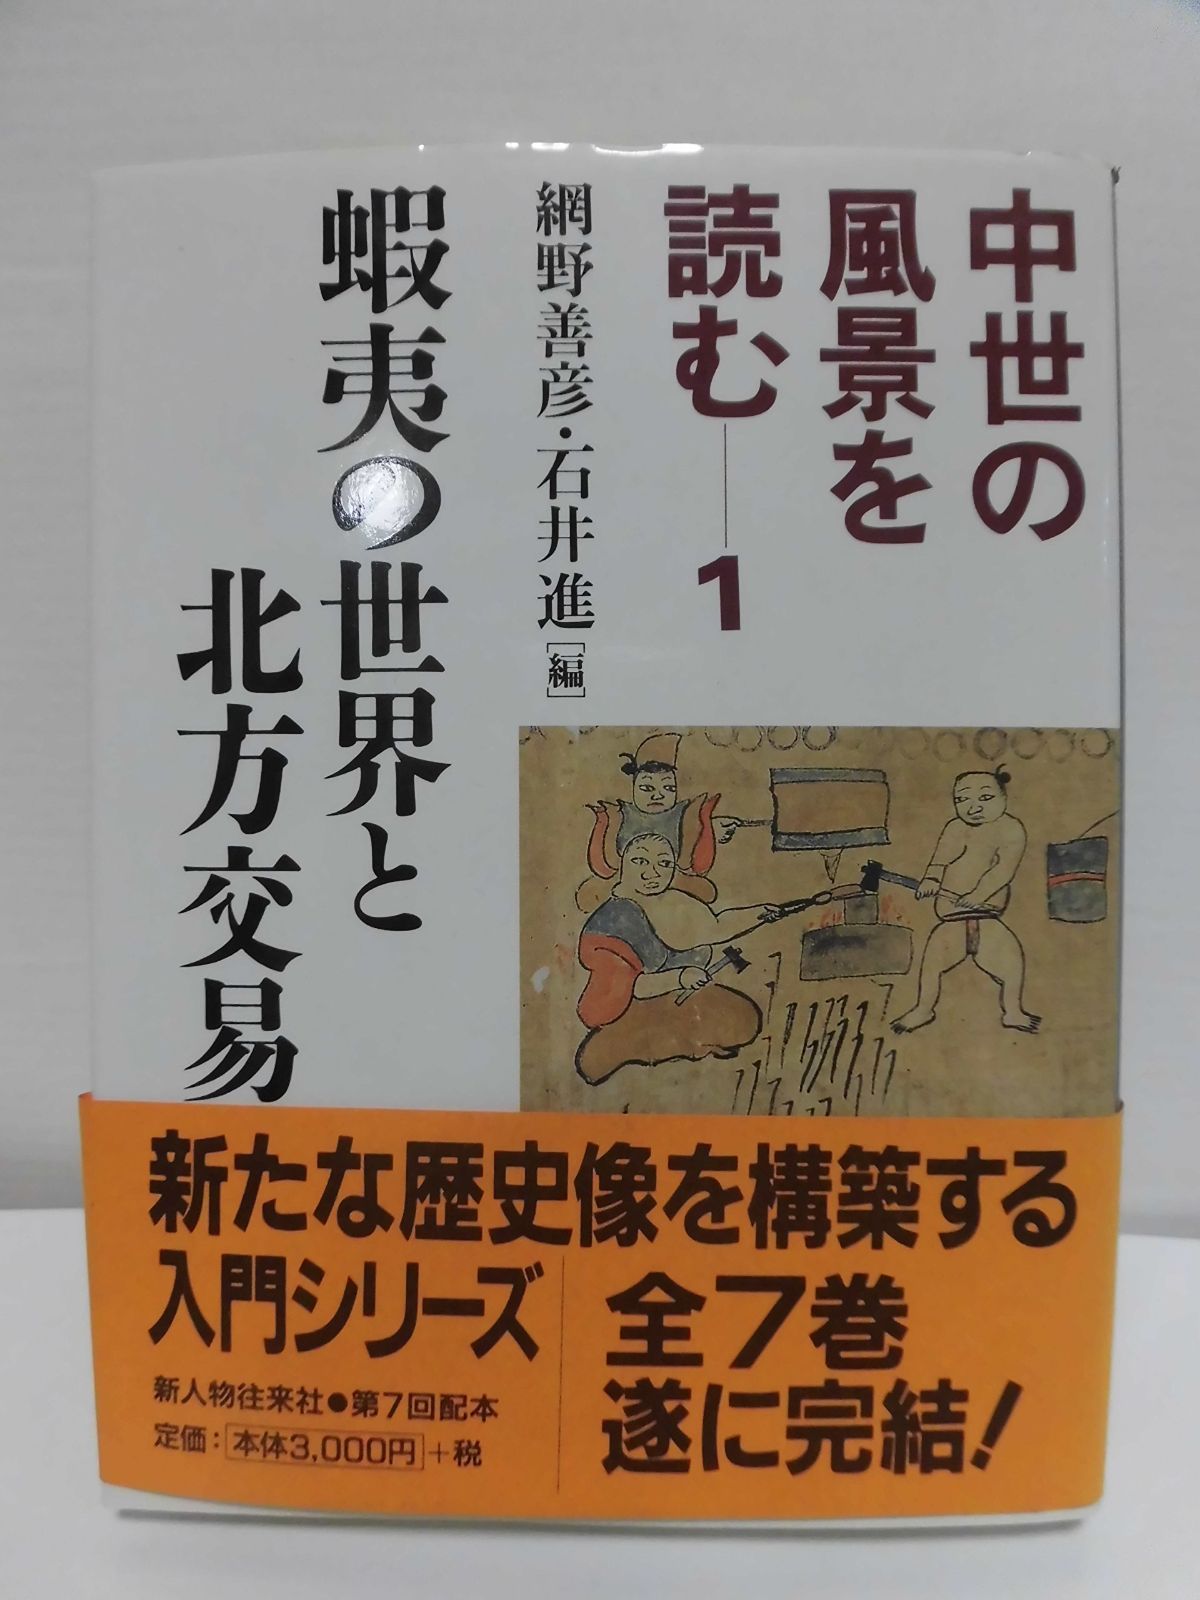 中世の
風景を
読む―1
網野善彦・石井進[編]
蝦夷の世界と
北方交易
新たな歴史像を構築する
入門シリーズ
全7巻
遂に完結!
新人物往来社●第7回配本
定価:本体3,000円+税